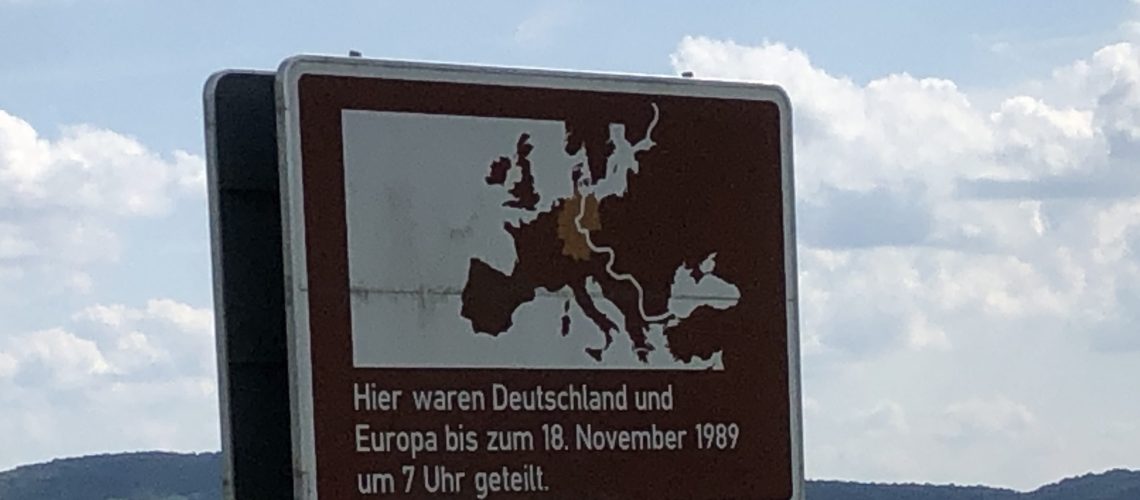 Hier waren Deutschland und
Europa bis zum 18. November 1989
um 7 Uhr geteilt.